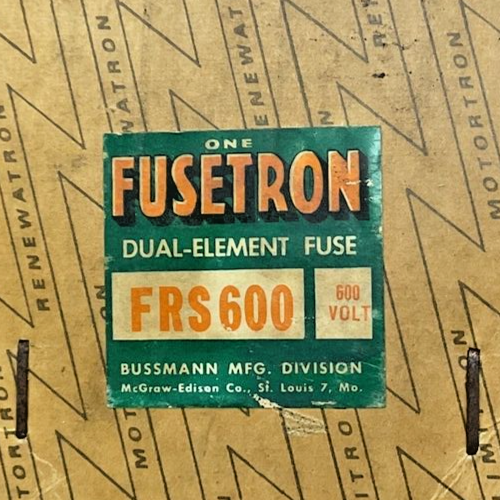 ONE
FUSETRON
DUAL-ELEMENT FUSE
FRS 600
600
VOLT
BUSSMANN MFG. DIVISION
McGraw-Edison Co., St. Louis 7, Mo.
RENEWATRON
RENEWATRON
MOTORTRON